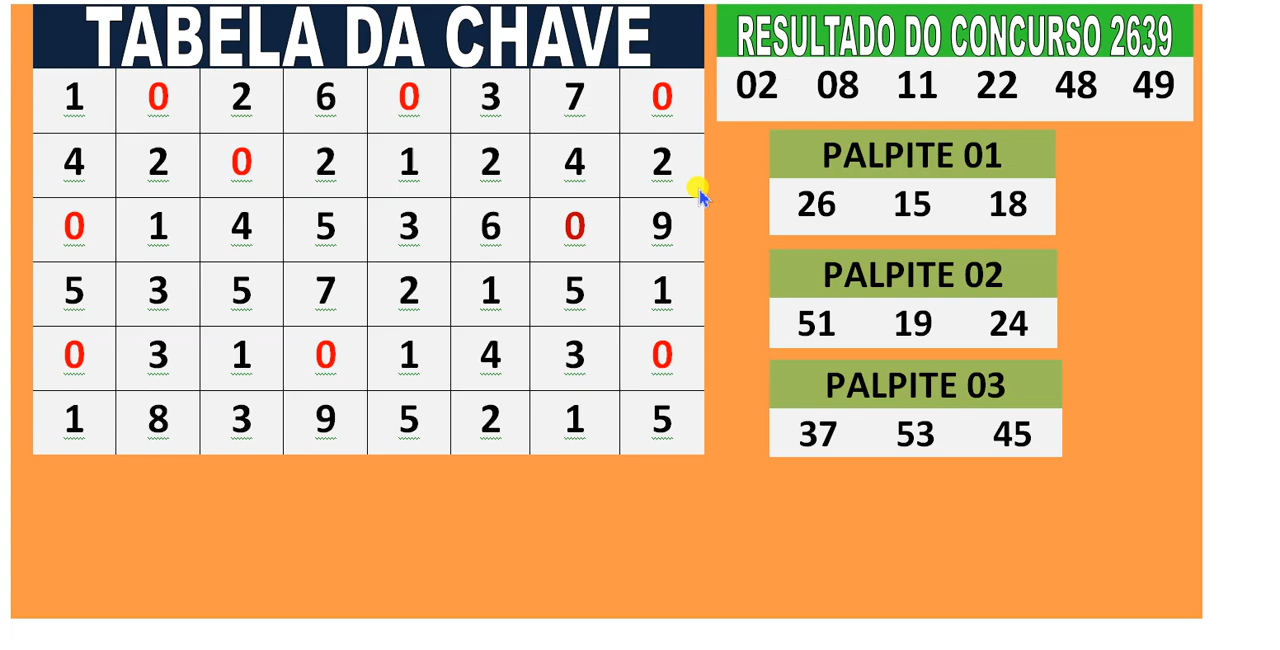 TABELA DA CHAVE
1 0 2 6 0 3 7 0
4 2 0 2 1 2 4 2
0 1 4 5 3 6 0 9
5 3 5 7 2 1 5 1
0 3 1 0 1 4 3 0
1 8 3 9 5 2 1 5
RESULTADO DO CONCURSO 2639
02 08 11 22 48 49
PALPITE 01
26 15 18
PALPITE 02
51 19 24
PALPITE 03
37 53 45